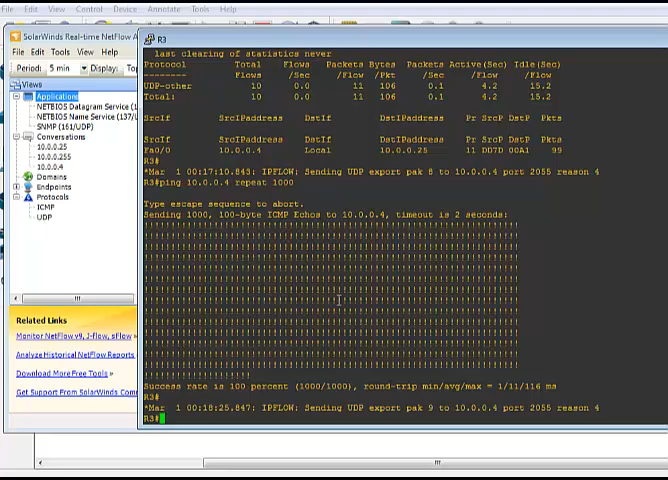 File Edit View Control Device Annotate Tools Help
SolarWinds Real-time NetFlow A
File Edit Tools View Help
Period: 5 min Display: Top
Views
Applications
NETBIOS Datagram Service (1
NETBIOS Name Service (137/U
SNMP (161/UDP)
Conversations
10.0.0.25
10.0.0.255
10.0.0.4
Domains
Endpoints
Protocols
ICMP
UDP
Related Links
Monitor NetFlow v9, J-flow, sFlow »
Analyze Historical NetFlow Reports
Download More Free Tools »
Get Support From SolarWinds Com
R3
last clearing of statistics never
Protocol Total Flows Packets Bytes Packets Active(Sec) Idle(Sec)
-------- Flows /Sec /Flow /Pkt /Sec /Flow /Flow
UDP-other 10 0.0 11 106 0.1 4.2 15.2
Total: 10 0.0 11 106 0.1 4.2 15.2
SrcIf SrcIPaddress DstIf DstIPaddress Pr SrcP DstP Pkts
SrcIf SrcIPaddress DstIf DstIPaddress Pr SrcP DstP Pkts
Fa0/0 10.0.0.4 Local 10.0.0.25 11 DD7D 00A1 99
R3#
*Mar 1 00:17:10.843: IPFLOW: Sending UDP export pak 8 to 10.0.0.4 port 2055 reason 4
R3#ping 10.0.0.4 repeat 1000
Type escape sequence to abort.
Sending 1000, 100-byte ICMP Echos to 10.0.0.4, timeout is 2 seconds:
!!!!!!!!!!!!!!!!!!!!!!!!!!!!!!!!!!!!!!!!!!!!!!!!!!!!!!!!!!!!!!!!!!!!!!
!!!!!!!!!!!!!!!!!!!!!!!!!!!!!!!!!!!!!!!!!!!!!!!!!!!!!!!!!!!!!!!!!!!!!!
!!!!!!!!!!!!!!!!!!!!!!!!!!!!!!!!!!!!!!!!!!!!!!!!!!!!!!!!!!!!!!!!!!!!!!
!!!!!!!!!!!!!!!!!!!!!!!!!!!!!!!!!!!!!!!!!!!!!!!!!!!!!!!!!!!!!!!!!!!!!!
!!!!!!!!!!!!!!!!!!!!!!!!!!!!!!!!!!!!!!!!!!!!!!!!!!!!!!!!!!!!!!!!!!!!!!
!!!!!!!!!!!!!!!!!!!!!!!!!!!!!!!!!!!!!!!!!!!!!!!!!!!!!!!!!!!!!!!!!!!!!!
!!!!!!!!!!!!!!!!!!!!!!!!!!!!!!!!!!!!!!!!!!!!!!!!!!!!!!!!!!!!!!!!!!!!!!
!!!!!!!!!!!!!!!!!!!!!!!!!!!!!!!!!!!!!!!!!!!!!!!!!!!!!!!!!!!!!!!!!!!!!!
!!!!!!!!!!!!!!!!!!!!!!!!!!!!!!!!!!!!!!!!!!!!!!!!!!!!!!!!!!!!!!!!!!!!!!
!!!!!!!!!!!!!!!!!!!!!!!!!!!!!!!!!!!!!!!!!!!!!!!!!!!!!!!!!!!!!!!!!!!!!!
!!!!!!!!!!!!!!!!!!!!!!!!!!!!!!!!!!!!!!!!!!!!!!!!!!!!!!!!!!!!!!!!!!!!!!
!!!!!!!!!!!!!!!!!!!!!!!!!!!!!!!!!!!!!!!!!!!!!!!!!!!!!!!!!!!!!!!!!!!!!!
!!!!!!!!!!!!!!!!!!!!!!!!!!!!!!!!!!!!!!!!!!!!!!!!!!!!!!!!!!!!!!!!!!!!!!
!!!!!!!!!!!!!!!!!!!!!!!!!!!!!!!!!!!!!!!!!!!!!!!!!!!!!!!!!!!!!!!!!!!!!!
!!!!!!!!!!!!!!!!!!!!
Success rate is 100 percent (1000/1000), round-trip min/avg/max = 1/11/116 ms
R3#
*Mar 1 00:18:25.847: IPFLOW: Sending UDP export pak 9 to 10.0.0.4 port 2055 reason 4
R3#